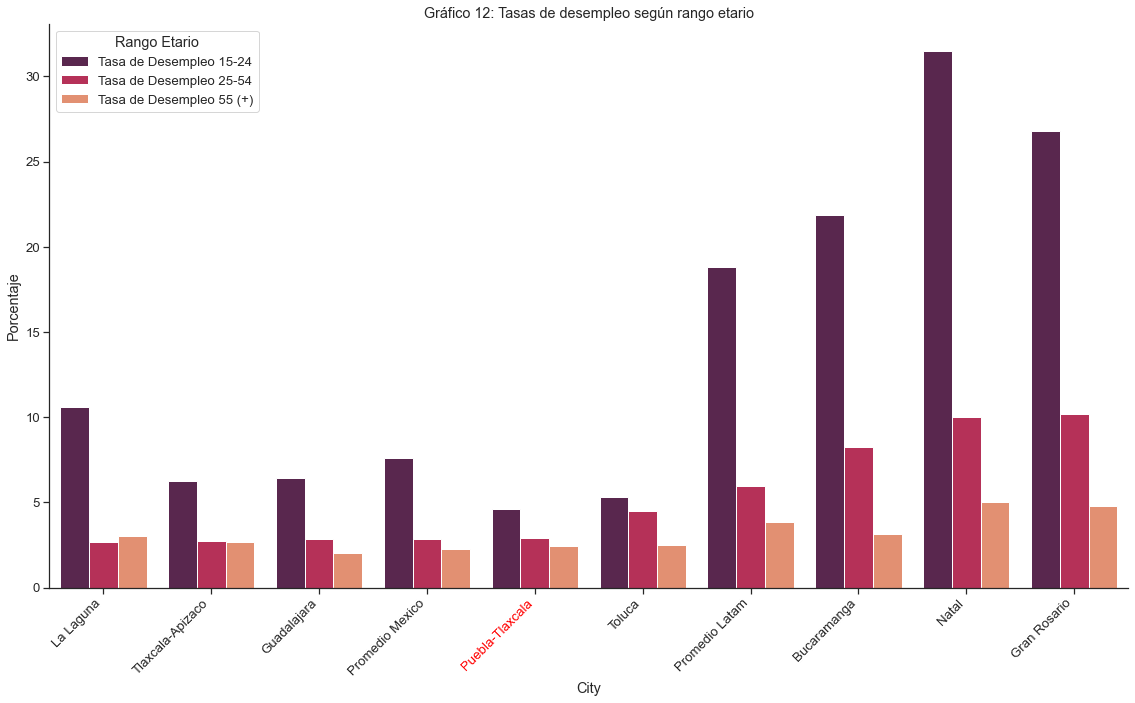 Gráfico 12: Tasas de desempleo según rango etario
Rango Etario
Tasa de Desempleo 15-24
Tasa de Desempleo 25-54
Tasa de Desempleo 55 (+)
Porcentaje
30
25
20
15
10
5
0
La Laguna
Tlaxcala-Apizaco
Guadalajara
Promedio Mexico
Puebla-Tlaxcala
Toluca
Promedio Latam
Bucaramanga
Natal
Gran Rosario
City